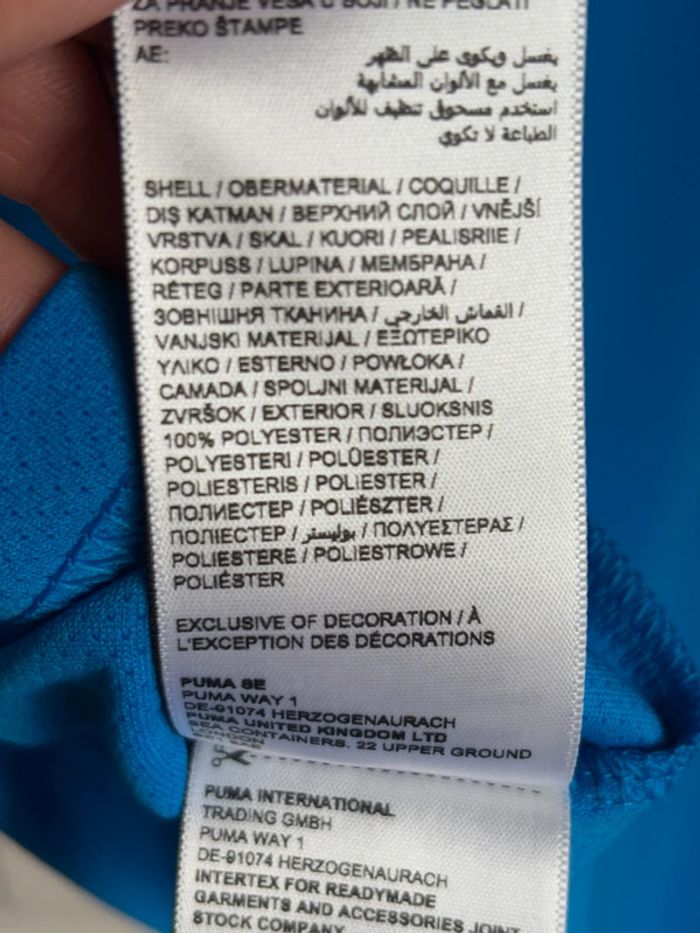 ZA PRANJE VEŠA U BOJI / NE PEGLATI
PREKO ŠTAMPE
AE: يغسل ويكوى على الظهر
يغسل مع الألوان المشابهة
استخدم مسحوق تنظيف للألوان
الطباعة لا تكوي
SHELL / OBERMATERIAL / COQUILLE /
DIŞ KATMAN / ВЕРХНИЙ СЛОЙ / VNĚJŠÍ
VRSTVA / SKAL / KUORI / PEALISRIIE /
KORPUSS / LUPINA / МЕМБРАНА /
RÉTEG / PARTE EXTERIOARĂ /
ЗОВНІШНЯ ТКАНИНА / القماش الخارجي /
VANJSKI MATERIJAL / ΕΞΩΤΕΡΙΚΟ
ΥΛΙΚΟ / ESTERNO / POWŁOKA /
CAMADA / SPOLJNI MATERIJAL /
ZVRŠOK / EXTERIOR / SLUOKSNIS
100% POLYESTER / ПОЛИЭСТЕР /
POLYESTERI / POLÜESTER /
POLIESTERIS / POLIESTER /
ПОЛИЕСТЕР / POLIÉSZTER /
ПОЛІЕСТЕР / بوليستر / ΠΟΛΥΕΣΤΕΡΑΣ /
POLIESTERE / POLIESTROWE /
POLIÉSTER
EXCLUSIVE OF DECORATION / À
L'EXCEPTION DES DÉCORATIONS
PUMA SE
PUMA WAY 1
DE-91074 HERZOGENAURACH
PUMA UNITED KINGDOM LTD
SEA CONTAINERS, 22 UPPER GROUND
LONDON
PUMA INTERNATIONAL
TRADING GMBH
PUMA WAY 1
DE-91074 HERZOGENAURACH
INTERTEX FOR READYMADE
GARMENTS AND ACCESSORIES JOINT
STOCK COMPANY